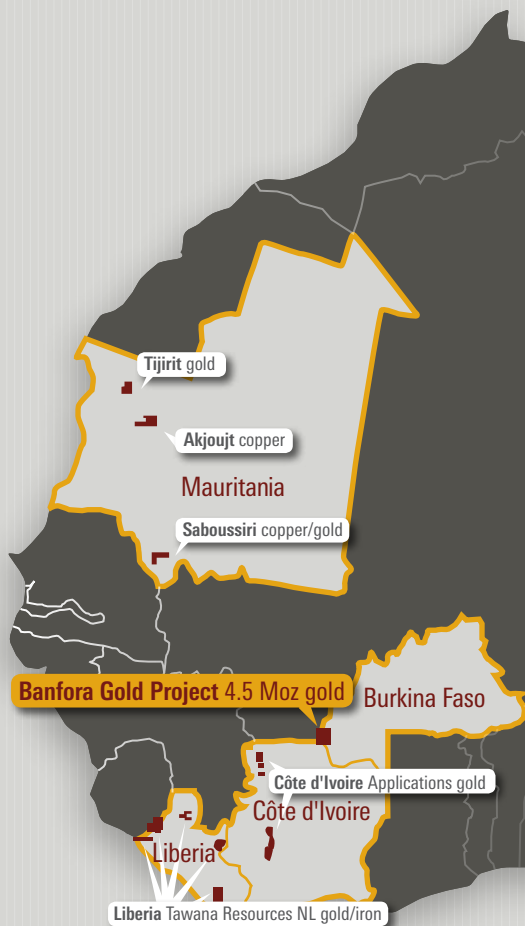 Tijirit gold
Akjoujt copper
Mauritania
Saboussiri copper/gold
Banfora Gold Project 4.5 Moz gold
Burkina Faso
Côte d'Ivoire Applications gold
Côte d'Ivoire
Liberia
Liberia Tawana Resources NL gold/iron